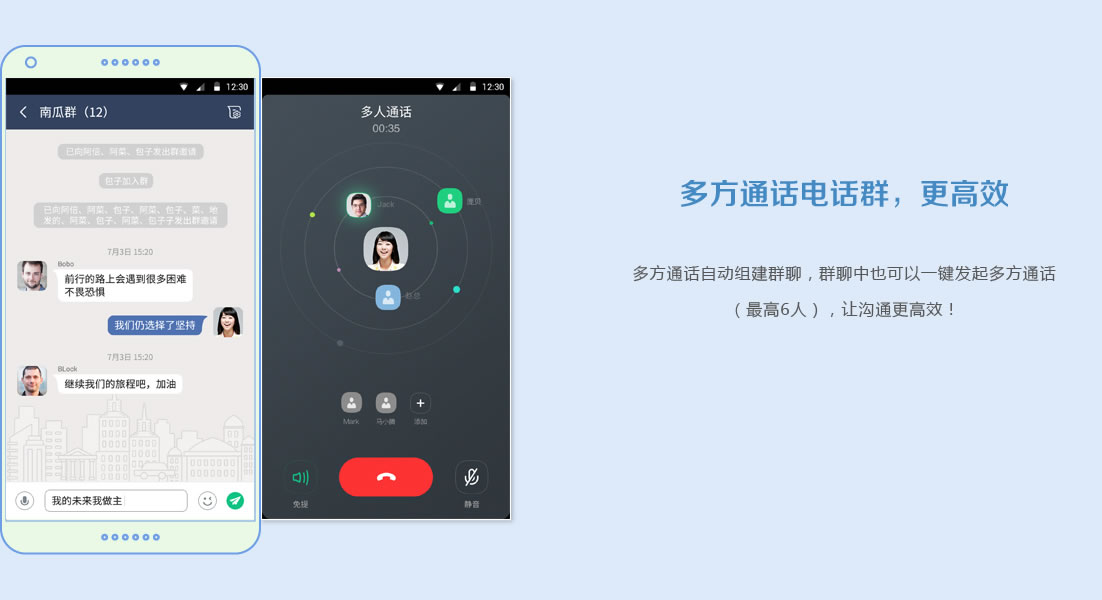 12:30
南瓜群（12）
已向阿信、阿菜、包子发出群邀请
包子加入群
已向阿信、阿菜、包子、阿菜、包子、菜、地
发的、阿菜、包子、阿菜、包子子发出群邀请
7月3日 15:20
Bobo
前行的路上会遇到很多困难
不畏恐惧
我们仍选择了坚持
7月3日 15:20
BLock
继续我们的旅程吧，加油
我的未来我做主
12:30
多人通话
00:35
Jack
Mark
马小腾
添加
免提
静音
多方通话电话群，更高效
多方通话自动组建群聊，群聊中也可以一键发起多方通话
（最高6人），让沟通更高效！